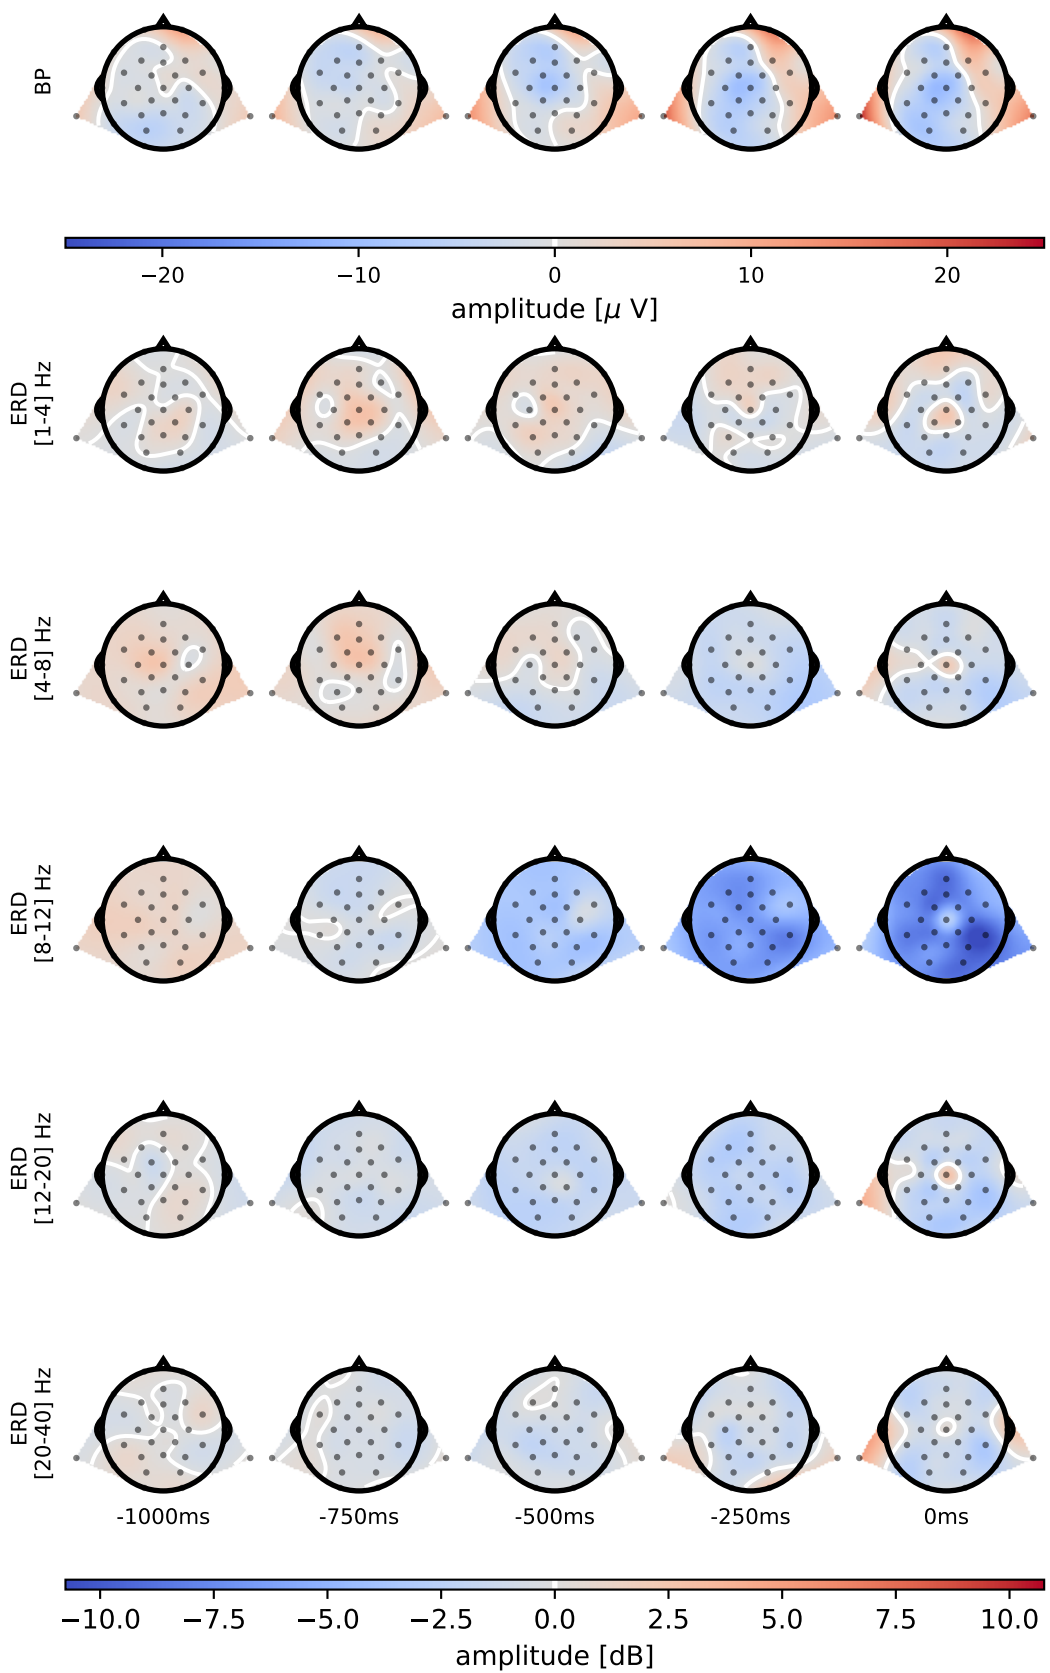 BP
−20 −10 0 10 20
amplitude [μ V]
ERD
[1-4] Hz
ERD
[4-8] Hz
ERD
[8-12] Hz
ERD
[12-20] Hz
ERD
[20-40] Hz
-1000ms -750ms -500ms -250ms 0ms
−10.0 −7.5 −5.0 −2.5 0.0 2.5 5.0 7.5 10.0
amplitude [dB]